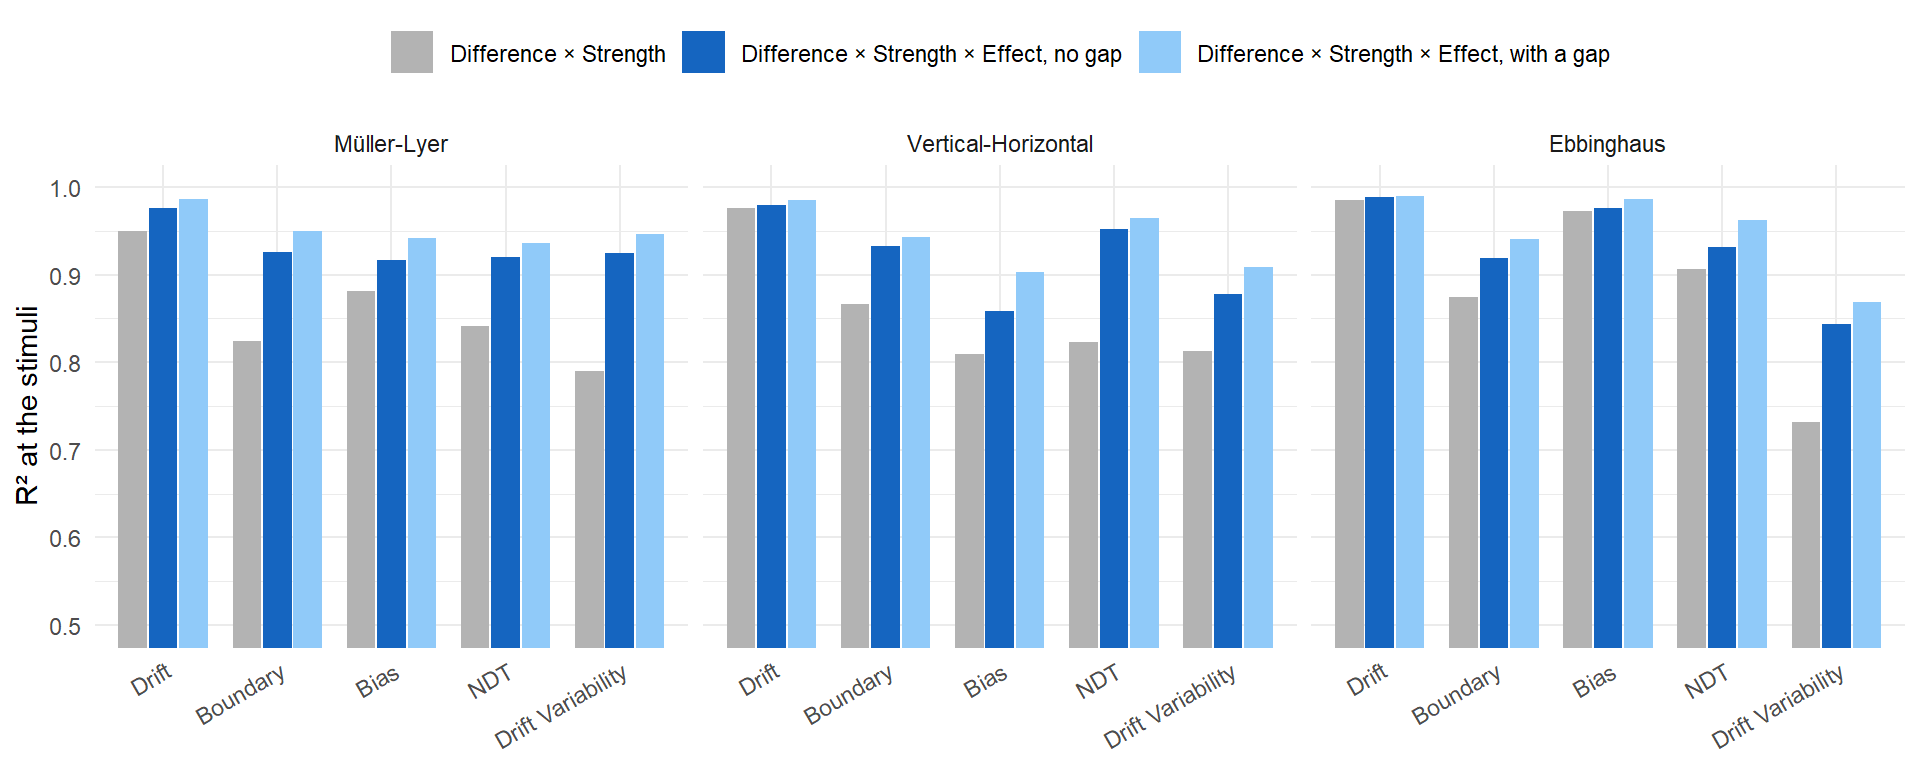 Difference × Strength
Difference × Strength × Effect, no gap
Difference × Strength × Effect, with a gap
Müller-Lyer
Vertical-Horizontal
Ebbinghaus
R² at the stimuli
1.0
0.9
0.8
0.7
0.6
0.5
Drift
Boundary
Bias
NDT
Drift Variability
Drift
Boundary
Bias
NDT
Drift Variability
Drift
Boundary
Bias
NDT
Drift Variability